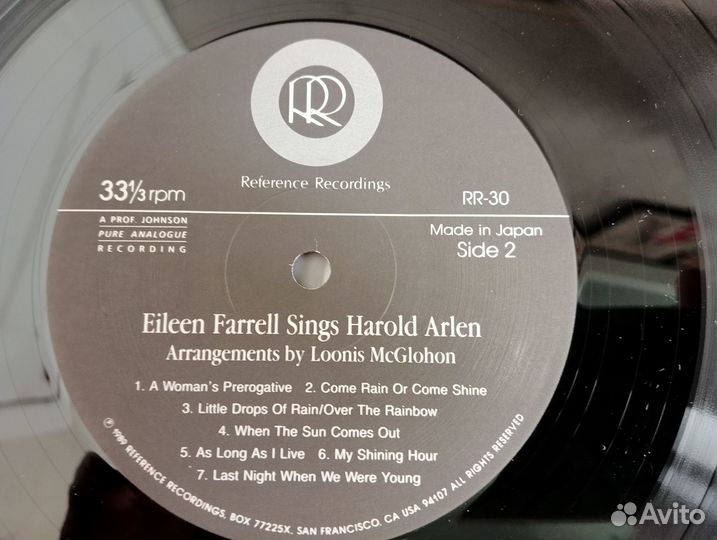 RR
Reference Recordings
33⅓ rpm
RR-30
A PROF. JOHNSON
PURE ANALOGUE
RECORDING
Made in Japan
Side 2
Eileen Farrell Sings Harold Arlen
Arrangements by Loonis McGlohon
1. A Woman's Prerogative 2. Come Rain Or Come Shine
3. Little Drops Of Rain/Over The Rainbow
4. When The Sun Comes Out
5. As Long As I Live 6. My Shining Hour
7. Last Night When We Were Young
℗ 1989 REFERENCE RECORDINGS, BOX 77225X, SAN FRANCISCO, CA USA 94107 ALL RIGHTS RESERVED
Avito